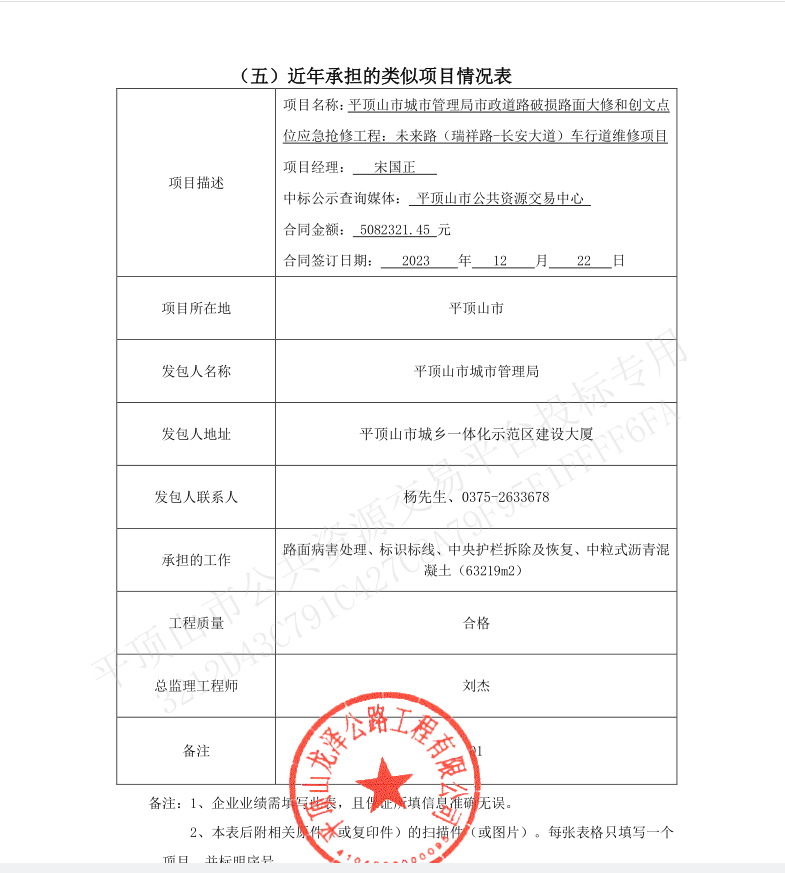 （五）近年承担的类似项目情况表
项目描述
项目名称：平顶山市城市管理局市政道路破损路面大修和创文点
位应急抢修工程：未来路（瑞祥路-长安大道）车行道维修项目
项目经理： 宋国正
中标公示查询媒体： 平顶山市公共资源交易中心
合同金额： 5082321.45 元
合同签订日期： 2023 年 12 月 22 日
项目所在地 平顶山市
发包人名称 平顶山市城市管理局
发包人地址 平顶山市城乡一体化示范区建设大厦
发包人联系人 杨先生、0375-2633678
承担的工作
路面病害处理、标识标线、中央护栏拆除及恢复、中粒式沥青混
凝土（63219m2）
工程质量 合格
总监理工程师 刘杰
备注 01
备注：1、企业业绩需填写此表，且保证所填信息准确无误。
2、本表后附相关原件（或复印件）的扫描件（或图片）。每张表格只填写一个
项目，并标明序号
平顶山龙泽公路工程有限公司
平顶山市公共资源交易平台投标专用